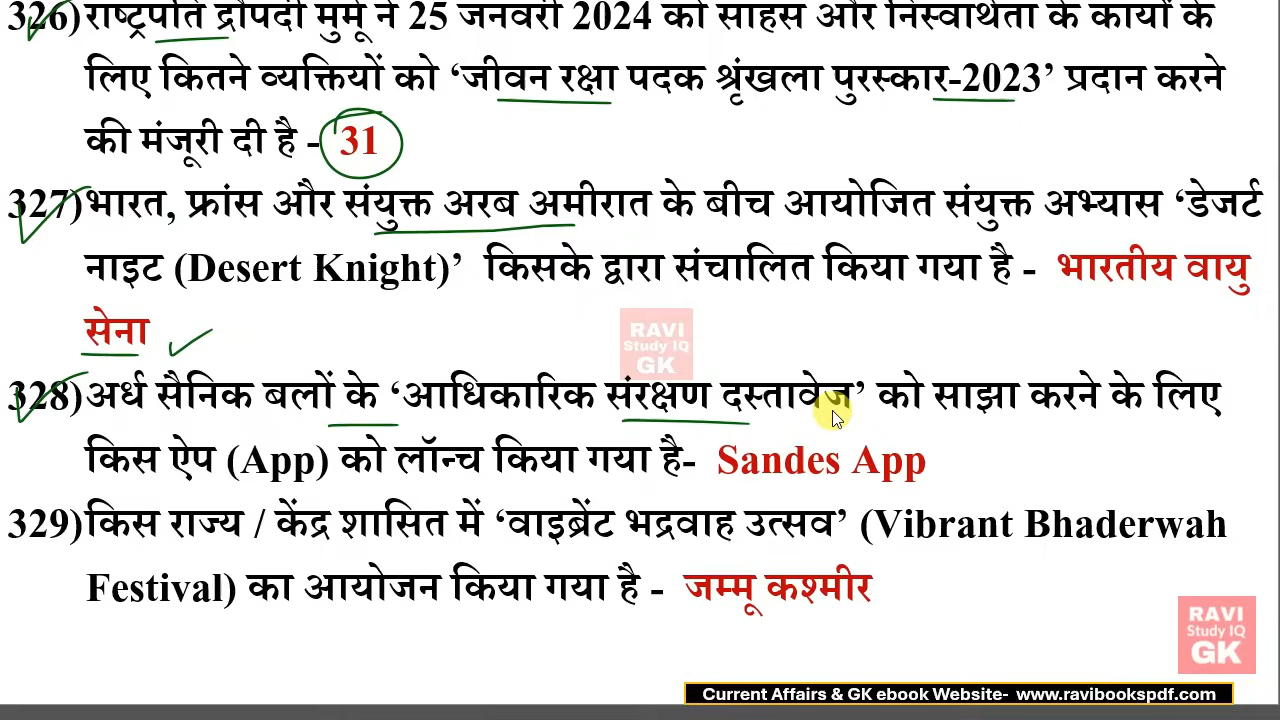 326) राष्ट्रपति द्रौपदी मुर्मू ने 25 जनवरी 2024 को साहस और निस्वार्थता के कार्यों के
लिए कितने व्यक्तियों को ‘जीवन रक्षा पदक श्रृंखला पुरस्कार-2023’ प्रदान करने
की मंजूरी दी है - 31
327) भारत, फ्रांस और संयुक्त अरब अमीरात के बीच आयोजित संयुक्त अभ्यास ‘डेजर्ट
नाइट (Desert Knight)’ किसके द्वारा संचालित किया गया है - भारतीय वायु
सेना
RAVI
Study IQ
GK
328) अर्ध सैनिक बलों के ‘आधिकारिक संरक्षण दस्तावेज’ को साझा करने के लिए
किस ऐप (App) को लॉन्च किया गया है- Sandes App
329) किस राज्य / केंद्र शासित में ‘वाइब्रेंट भद्रवाह उत्सव’ (Vibrant Bhaderwah
Festival) का आयोजन किया गया है - जम्मू कश्मीर
RAVI
Study IQ
GK
Current Affairs & GK ebook Website- www.ravibookspdf.com